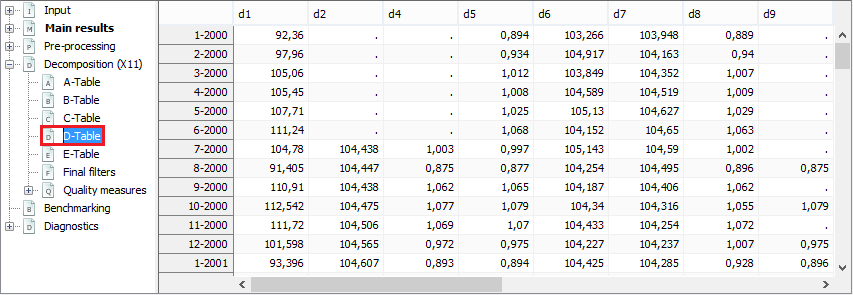 Input
Main results
Pre-processing
Decomposition (X11)
A-Table
B-Table
C-Table
D-Table
E-Table
Final filters
Quality measures
Benchmarking
Diagnostics
d1 d2 d4 d5 d6 d7 d8 d9
1-2000 92,36 . . 0,894 103,266 103,948 0,889 .
2-2000 97,96 . . 0,934 104,917 104,163 0,94 .
3-2000 105,06 . . 1,012 103,849 104,352 1,007 .
4-2000 105,45 . . 1,008 104,589 104,519 1,009 .
5-2000 107,71 . . 1,025 105,13 104,627 1,029 .
6-2000 111,24 . . 1,068 104,152 104,65 1,063 .
7-2000 104,78 104,438 1,003 0,997 105,143 104,59 1,002 .
8-2000 91,405 104,447 0,875 0,877 104,254 104,495 0,896 0,875
9-2000 110,91 104,438 1,062 1,065 104,187 104,406 1,062 .
10-2000 112,542 104,475 1,077 1,079 104,34 104,316 1,055 1,079
11-2000 111,72 104,506 1,069 1,07 104,433 104,254 1,072 .
12-2000 101,598 104,565 0,972 0,975 104,227 104,237 1,007 0,975
1-2001 93,396 104,607 0,893 0,894 104,425 104,285 0,928 0,896